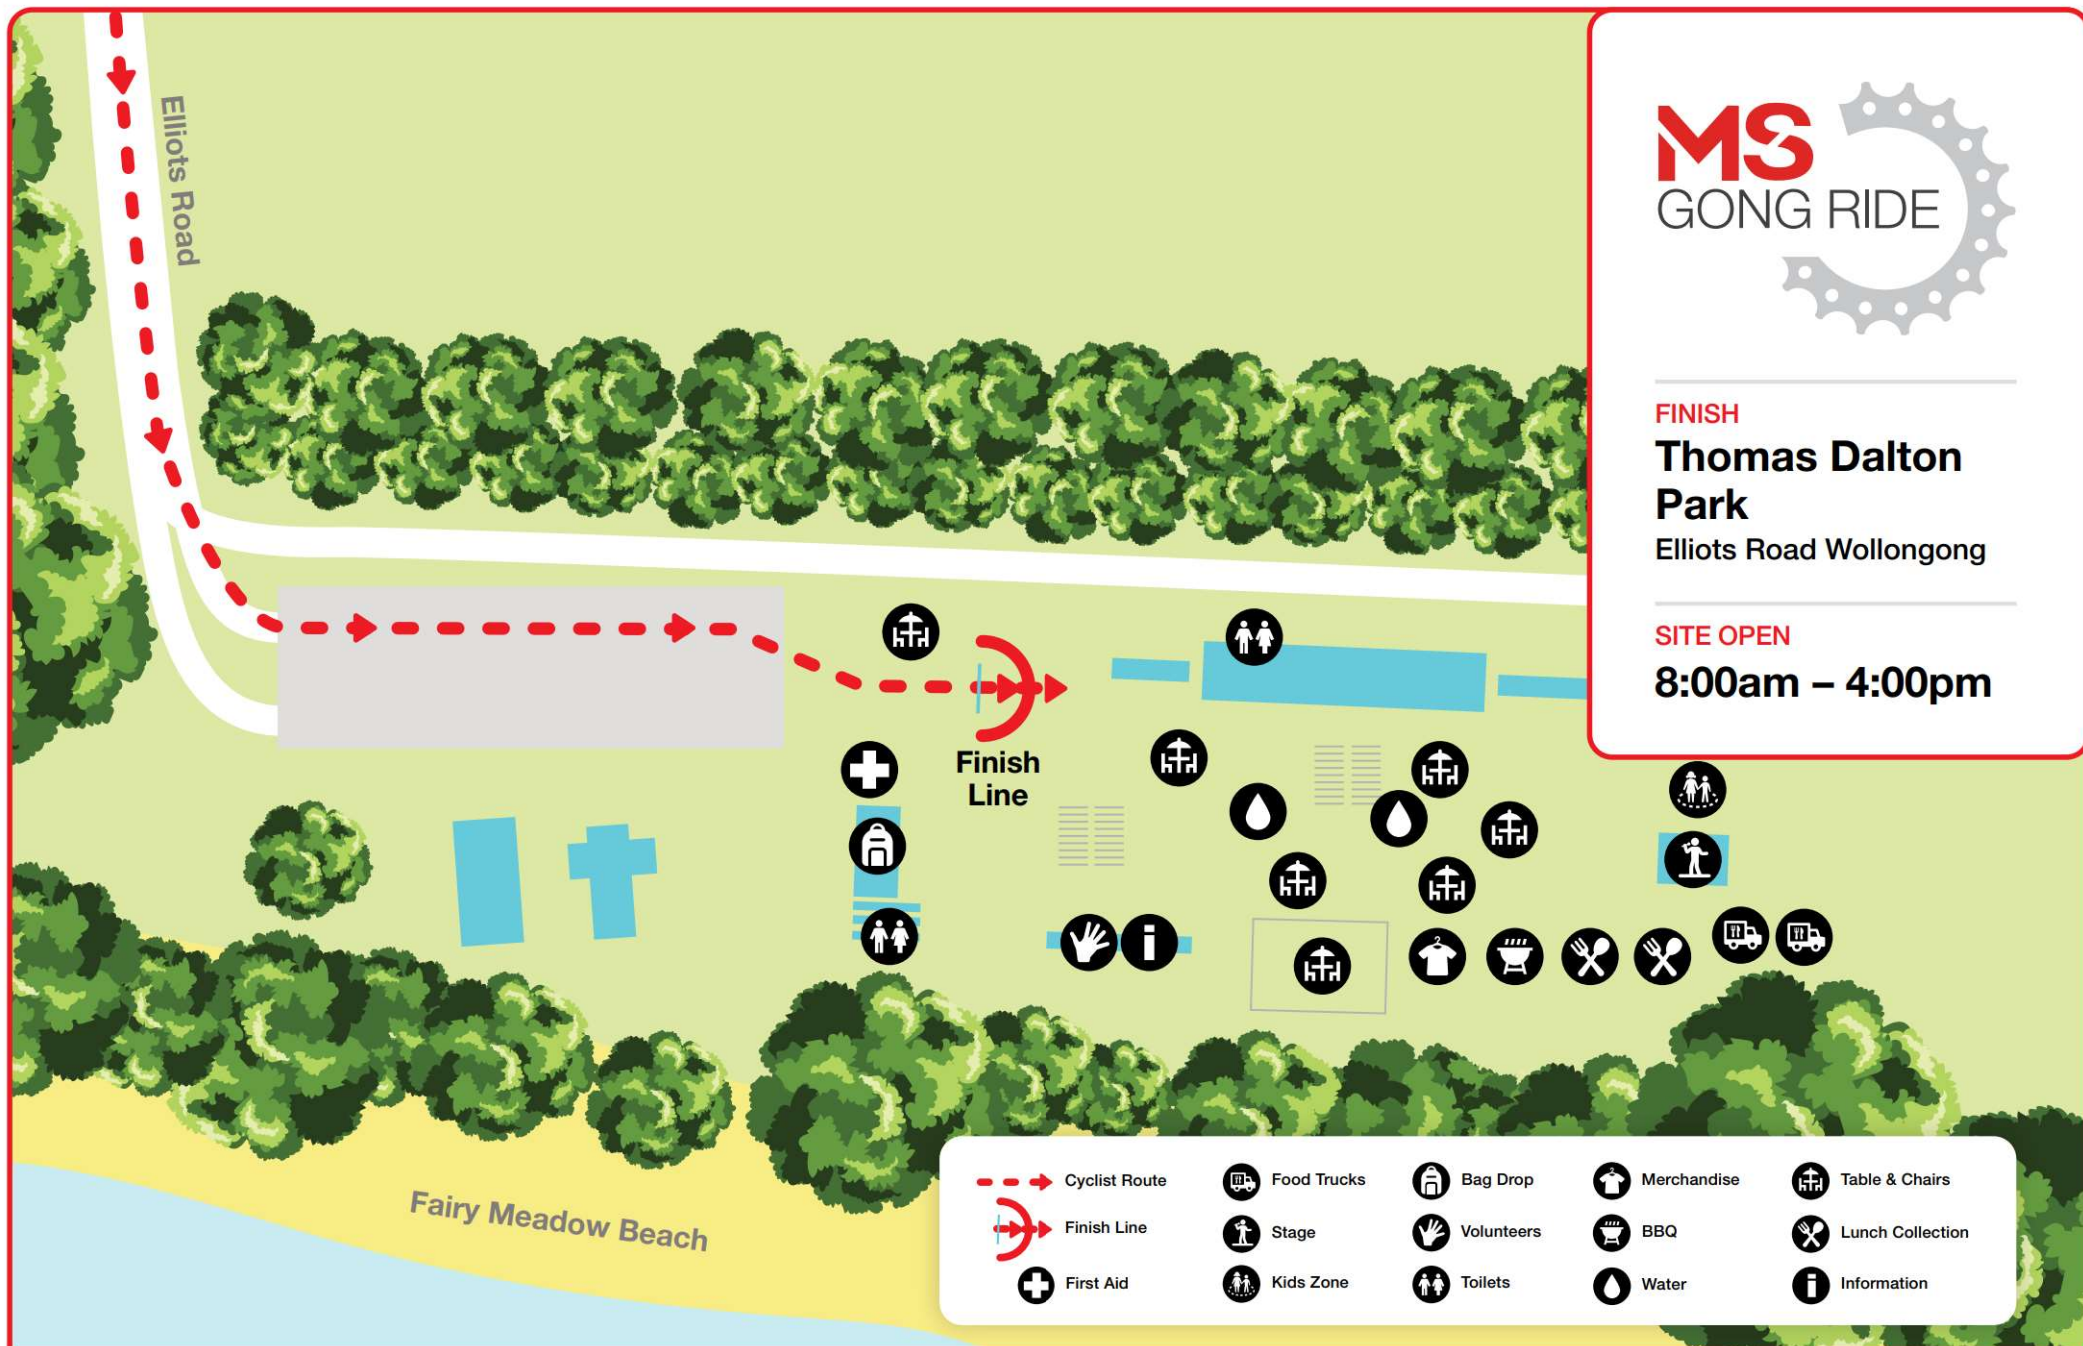 Elliots Road
MS
GONG RIDE
FINISH
Thomas Dalton
Park
Elliots Road Wollongong
SITE OPEN
8:00am – 4:00pm
Finish
Line
Fairy Meadow Beach
Cyclist Route
Finish Line
First Aid
Food Trucks
Stage
Kids Zone
Bag Drop
Volunteers
Toilets
Merchandise
BBQ
Water
Table & Chairs
Lunch Collection
Information